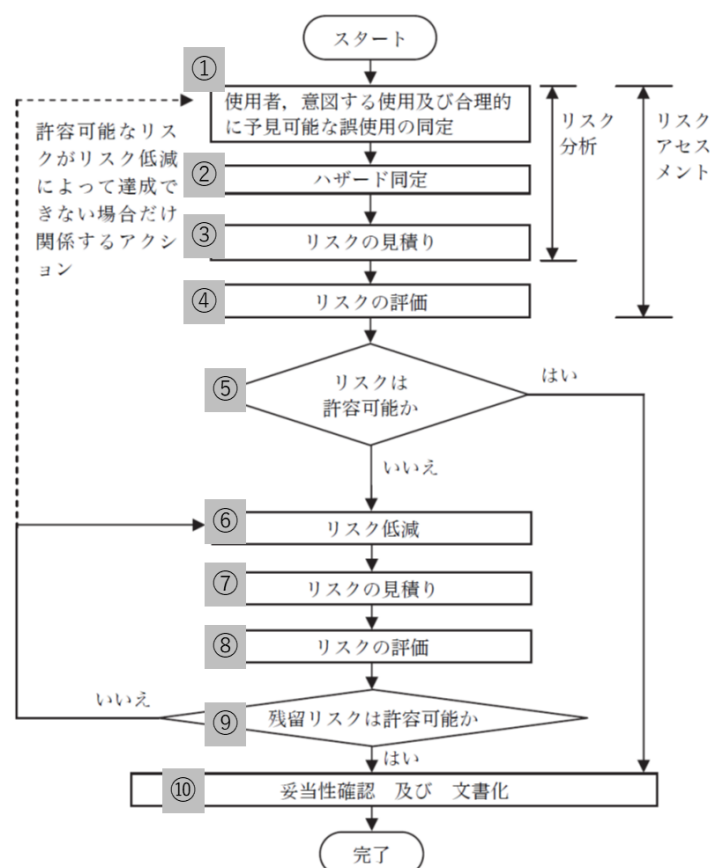 スタート
①
使用者，意図する使用及び合理的
に予見可能な誤使用の同定
リスク
分析
リスク
アセス
メント
許容可能なリス
クがリスク低減
によって達成で
きない場合だけ
関係するアクシ
ョン
②
ハザード同定
③
リスクの見積り
④
リスクの評価
⑤
リスクは
許容可能か
はい
いいえ
⑥
リスク低減
⑦
リスクの見積り
⑧
リスクの評価
いいえ
⑨
残留リスクは許容可能か
はい
⑩
妥当性確認　及び　文書化
完了